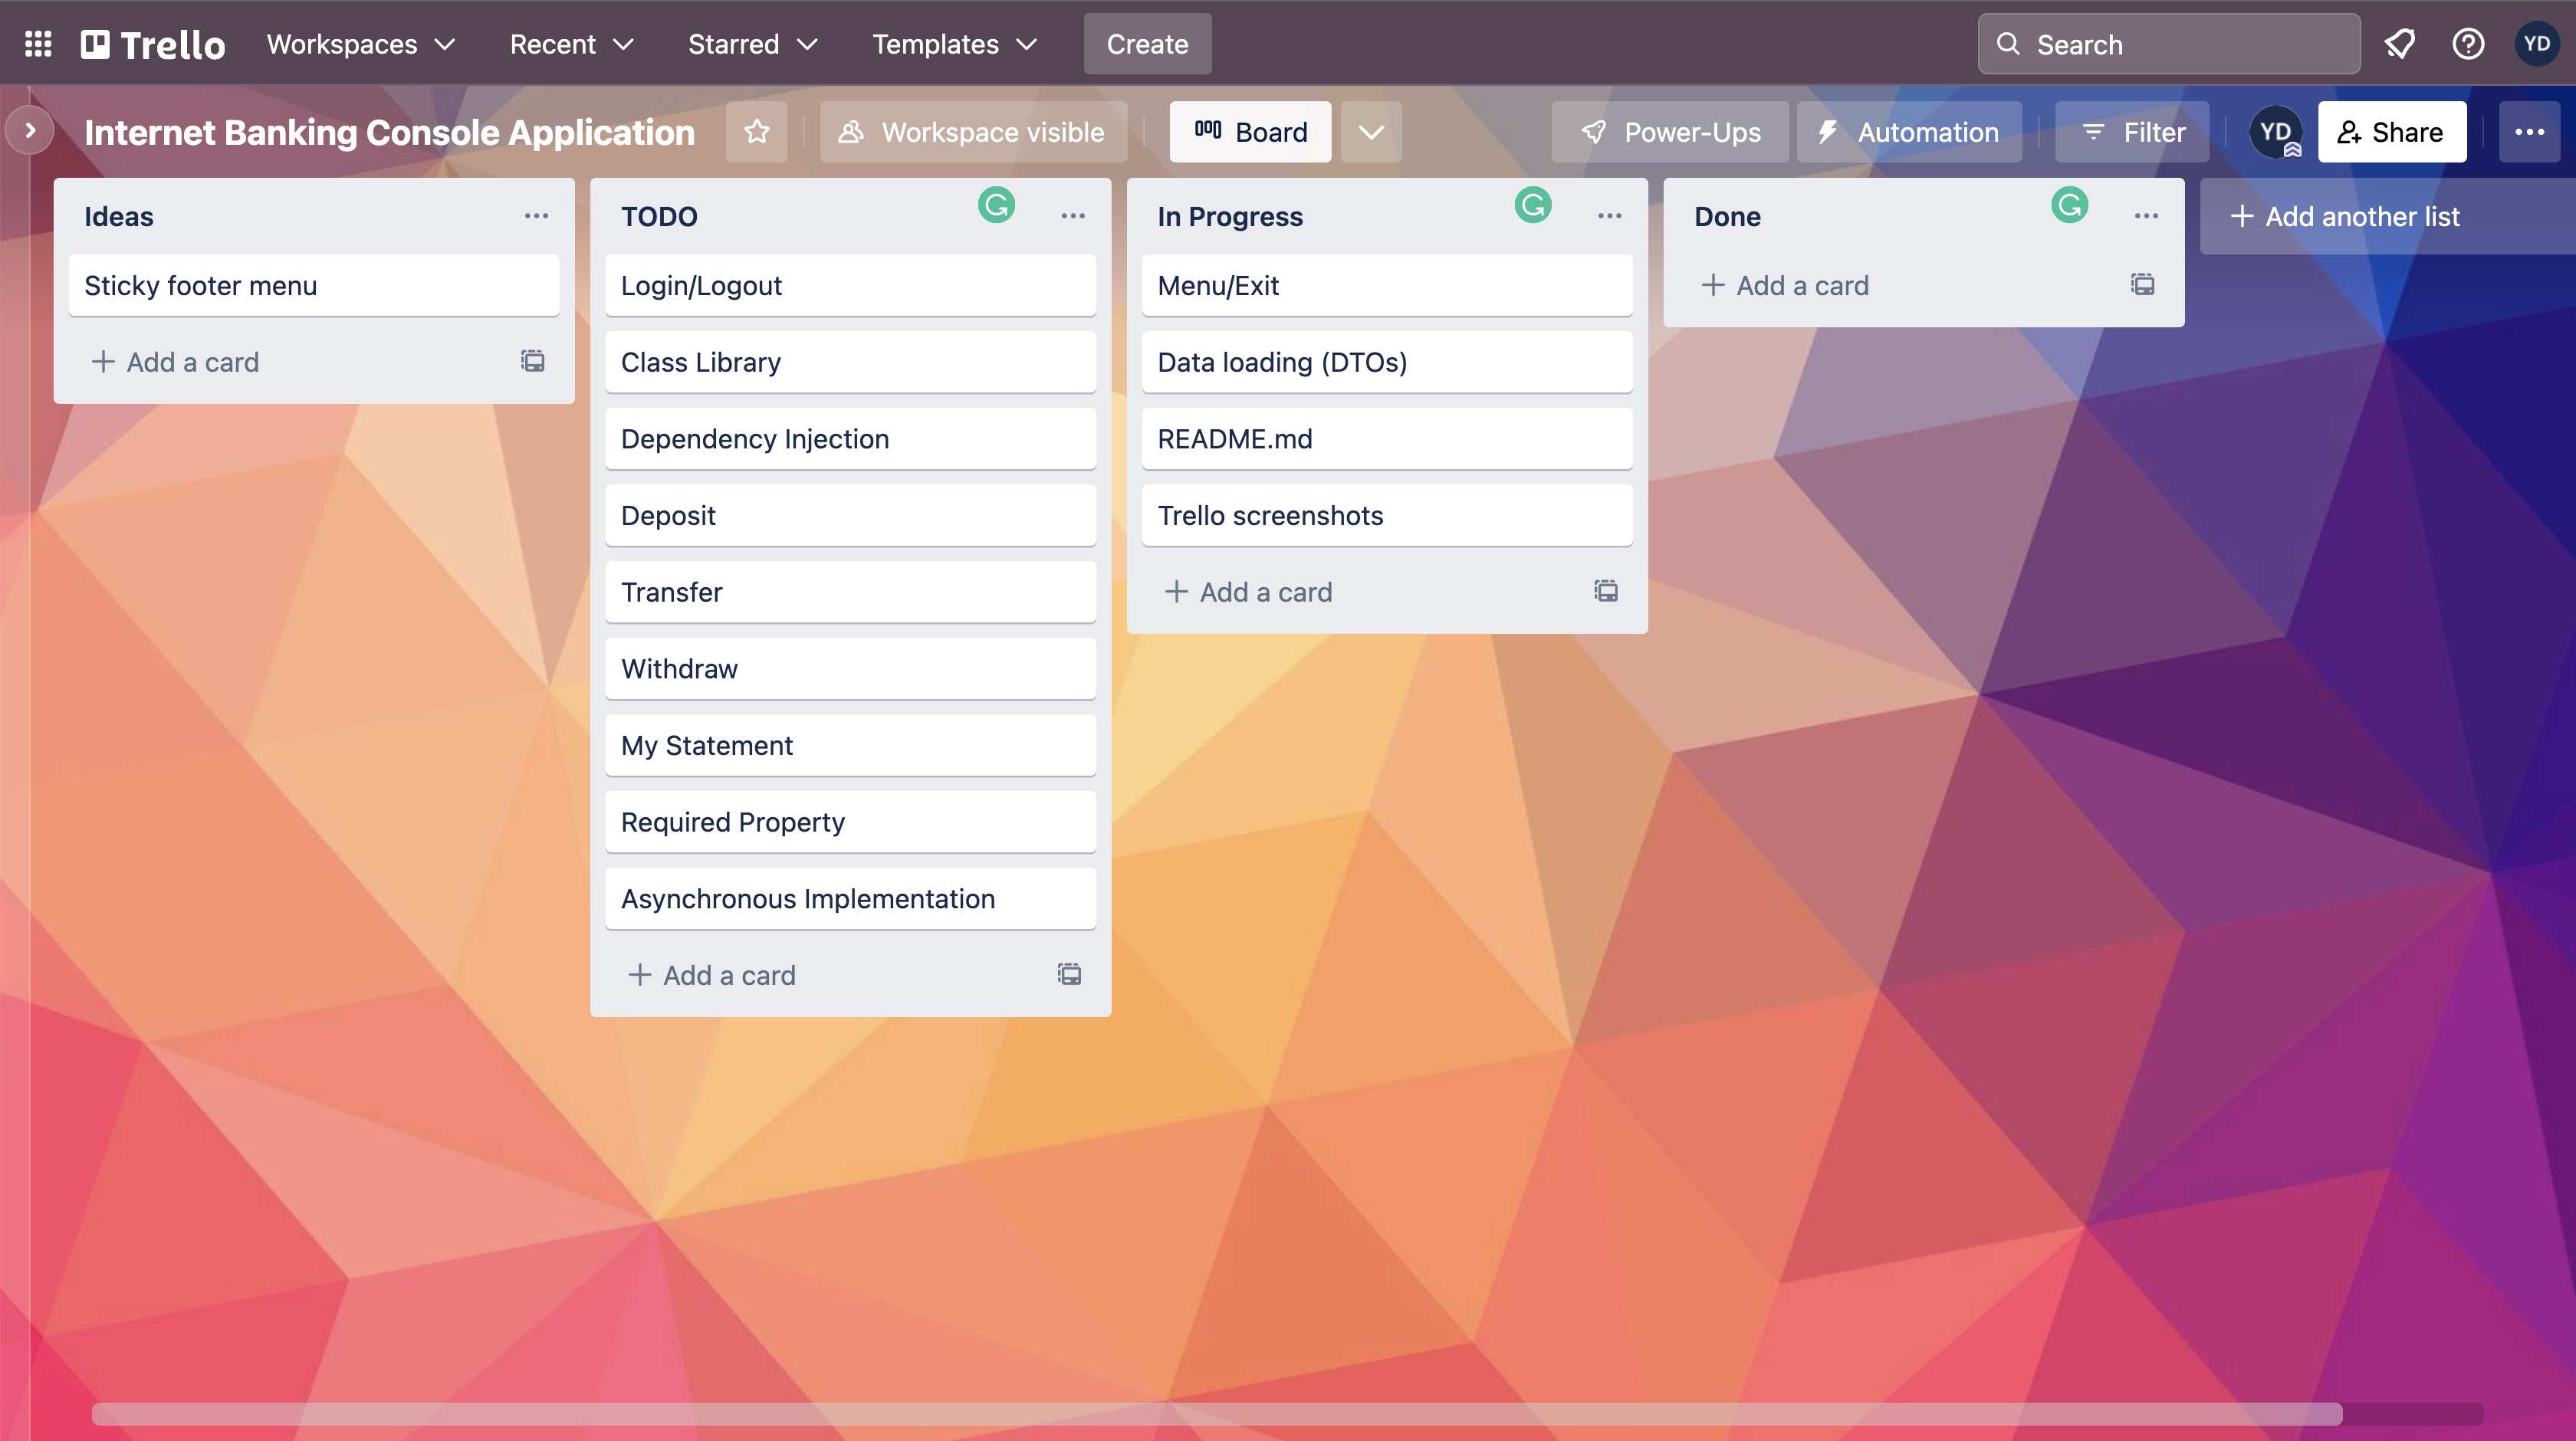 Trello Workspaces Recent Starred Templates Create Search YD
Internet Banking Console Application Workspace visible Board Power-Ups Automation Filter YD Share
Ideas
Sticky footer menu
Add a card
TODO
Login/Logout
Class Library
Dependency Injection
Deposit
Transfer
Withdraw
My Statement
Required Property
Asynchronous Implementation
Add a card
In Progress
Menu/Exit
Data loading (DTOs)
README.md
Trello screenshots
Add a card
Done
Add a card
Add another list